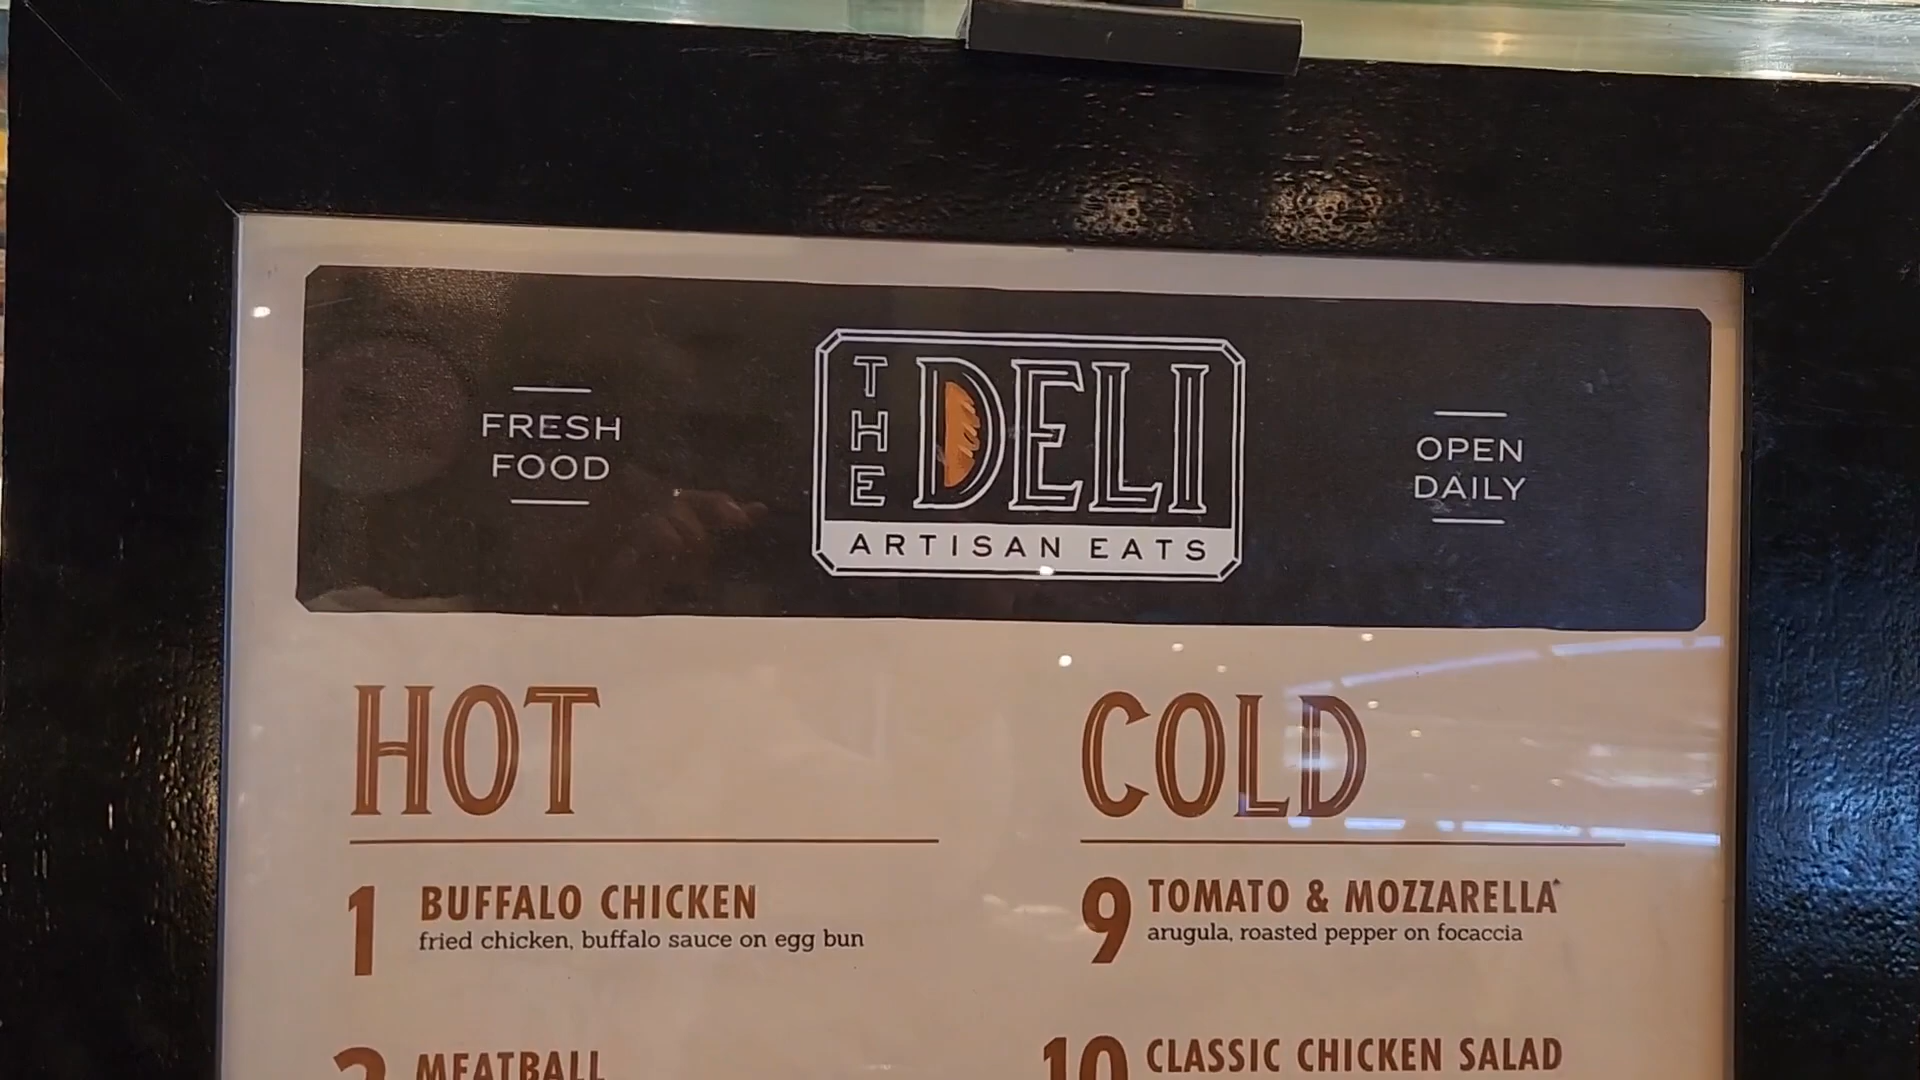 FRESH
FOOD
THE DELI
ARTISAN EATS
OPEN
DAILY
HOT
1 BUFFALO CHICKEN
fried chicken, buffalo sauce on egg bun
2 MEATBALL
COLD
9 TOMATO & MOZZARELLA*
arugula, roasted pepper on focaccia
10 CLASSIC CHICKEN SALAD